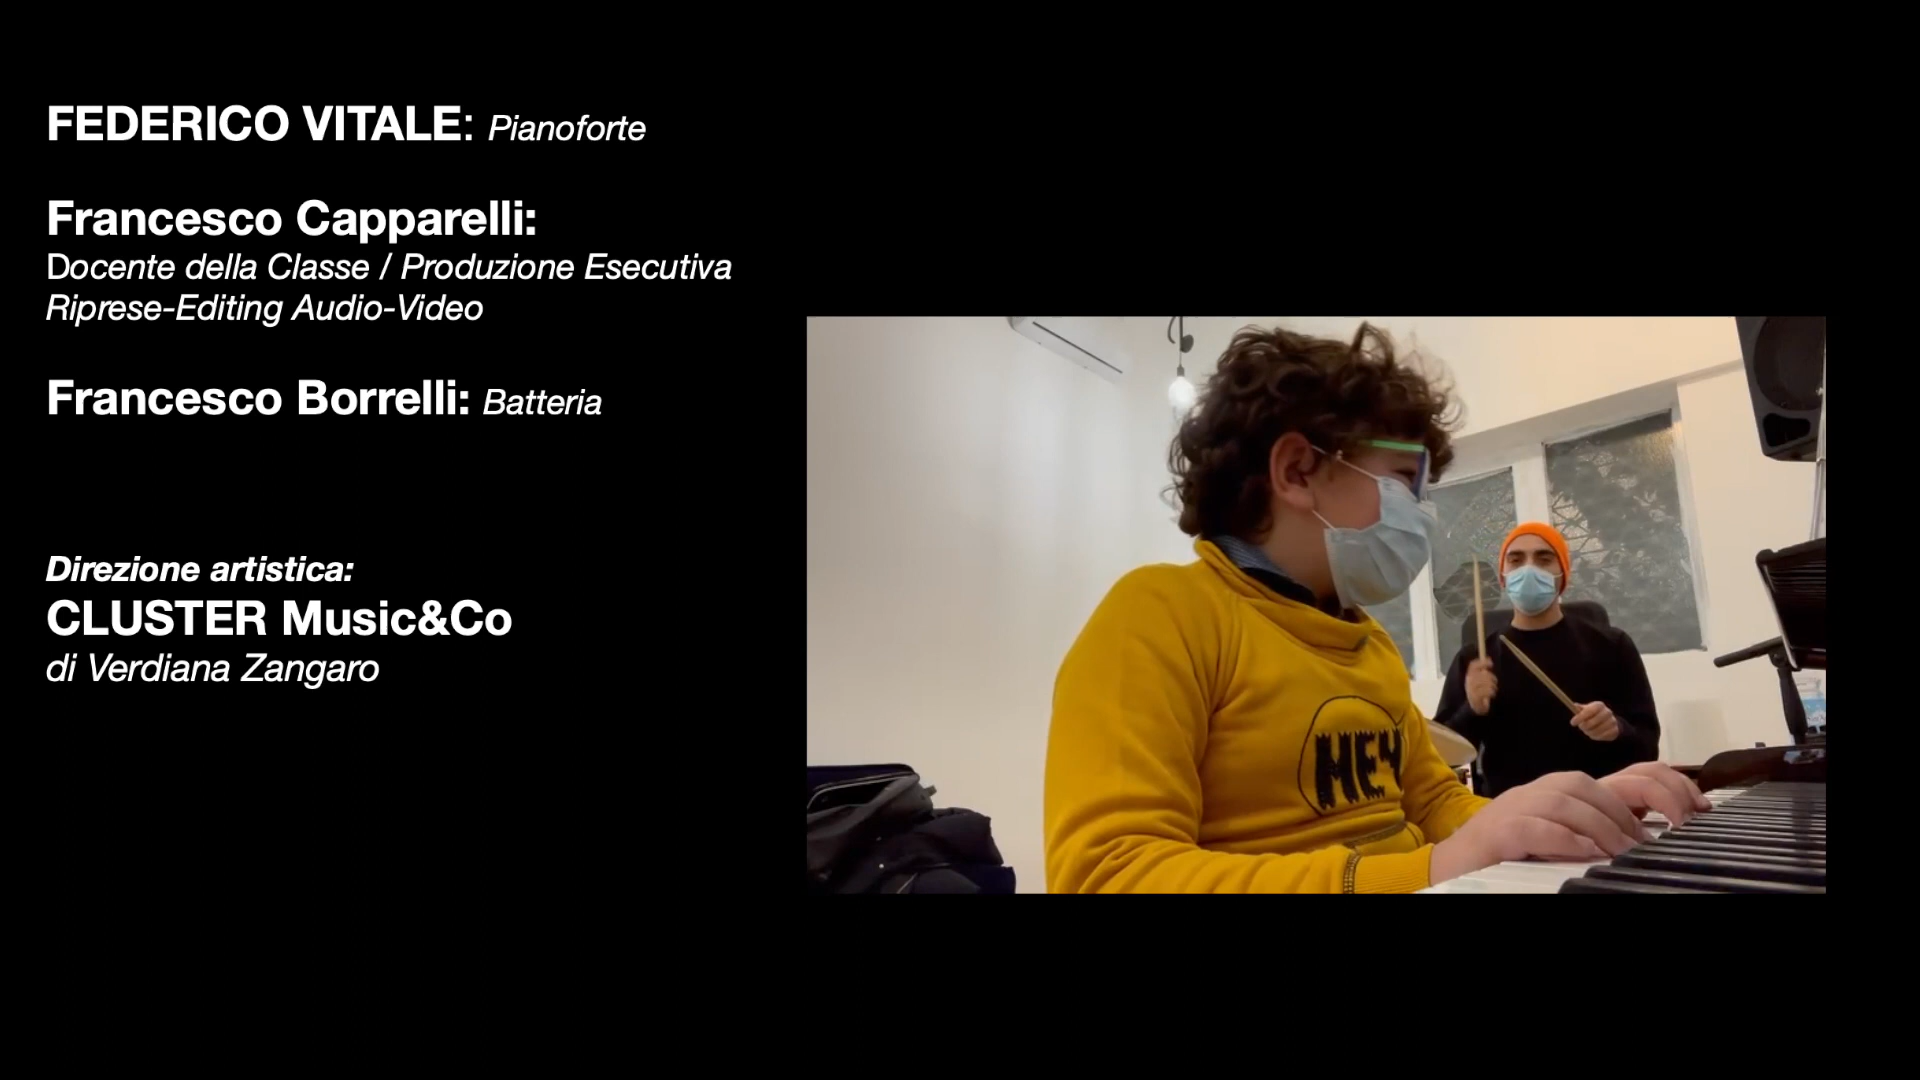 FEDERICO VITALE: Pianoforte
Francesco Capparelli:
Docente della Classe / Produzione Esecutiva
Riprese-Editing Audio-Video
Francesco Borrelli: Batteria
Direzione artistica:
CLUSTER Music&Co
di Verdiana Zangaro
HEY